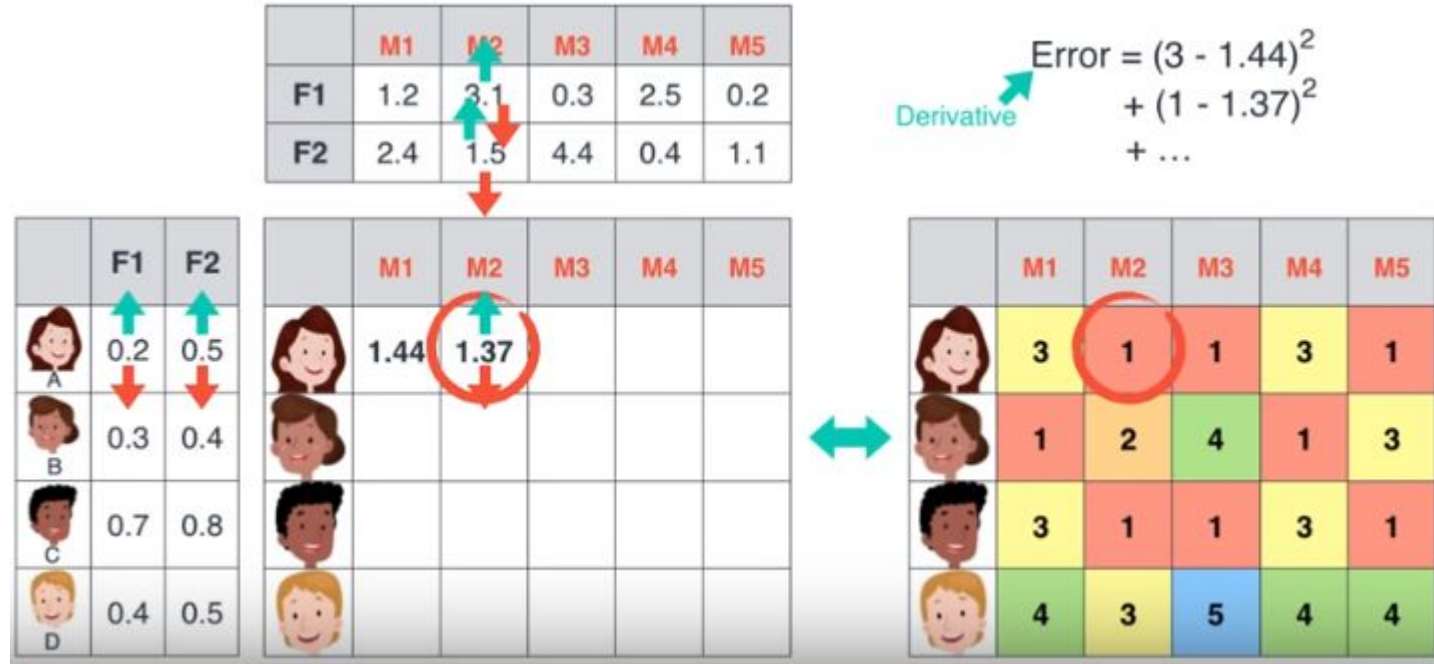 M1 M2 M3 M4 M5
F1 1.2 3.1 0.3 2.5 0.2
F2 2.4 1.5 4.4 0.4 1.1
Error = (3 - 1.44)²
+ (1 - 1.37)²
+ ...
Derivative
F1 F2
A 0.2 0.5
B 0.3 0.4
C 0.7 0.8
D 0.4 0.5
M1 M2 M3 M4 M5
1.44 1.37
M1 M2 M3 M4 M5
3 1 1 3 1
1 2 4 1 3
3 1 1 3 1
4 3 5 4 4